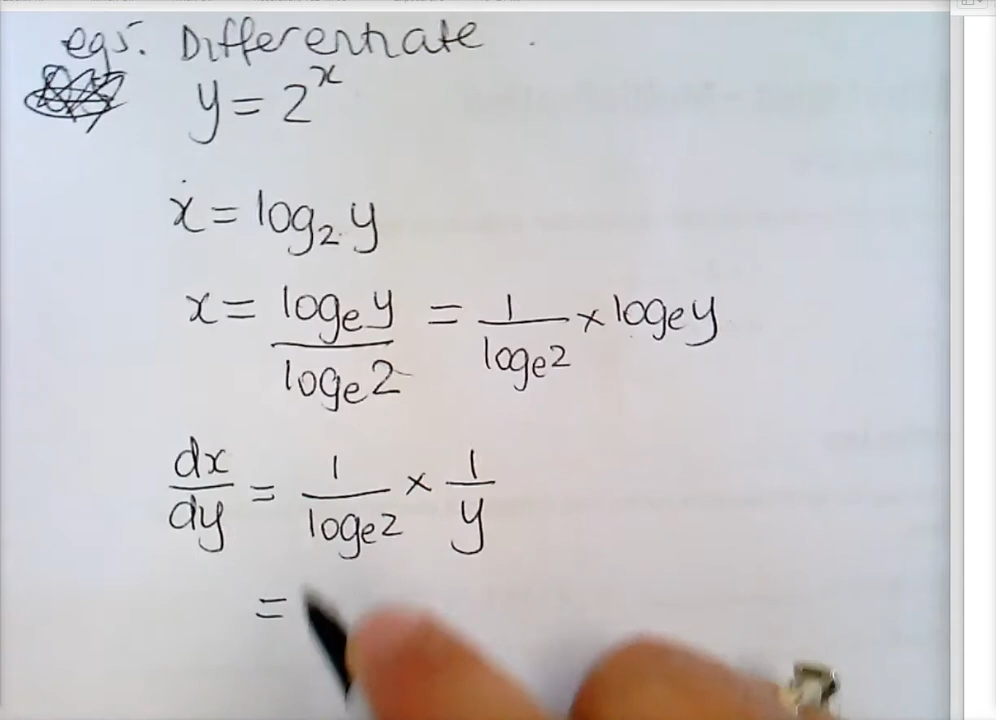 eg5. Differentiate
y = 2^x
x = log₂ y
x = logₑ y / logₑ 2 = 1 / logₑ 2 × logₑ y
dx/dy = 1 / logₑ 2 × 1/y
=